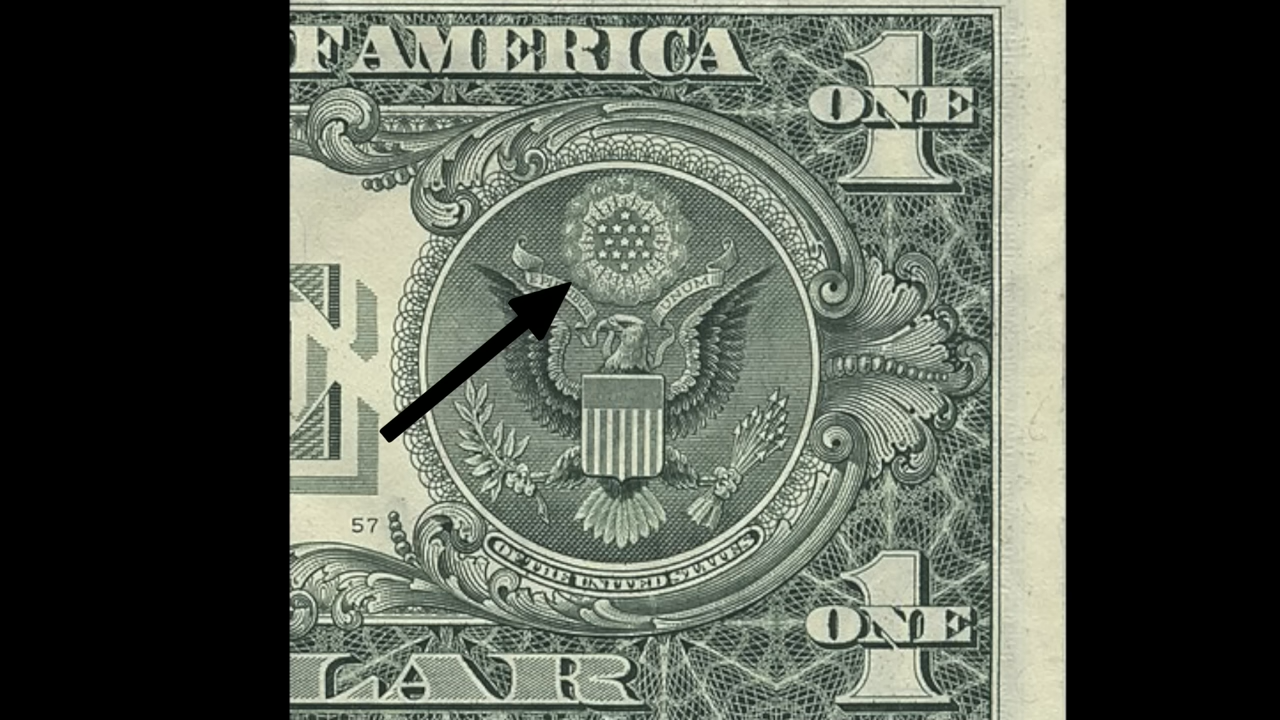 F AMERICA
1
ONE
E
UNUM
57
OF THE UNITED STATES
1
ONE
LAR